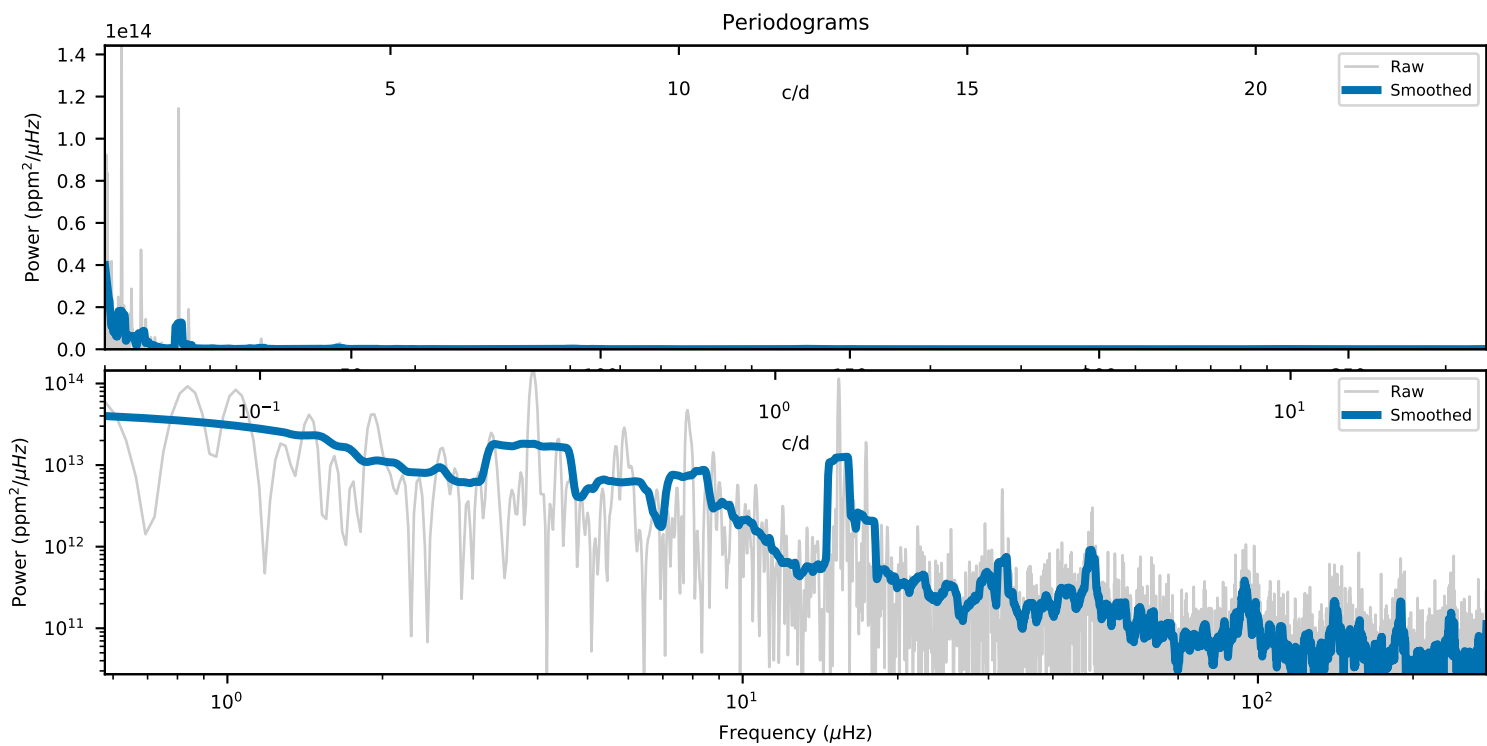 Periodograms
1e14
1.4
1.2
1.0
0.8
0.6
0.4
0.2
0.0
Power (ppm²/μHz)
5
10
15
20
c/d
Raw
Smoothed
10¹⁴
10¹³
10¹²
10¹¹
Power (ppm²/μHz)
10⁻¹
10⁰
10¹
c/d
Raw
Smoothed
10⁰
10¹
10²
Frequency (μHz)